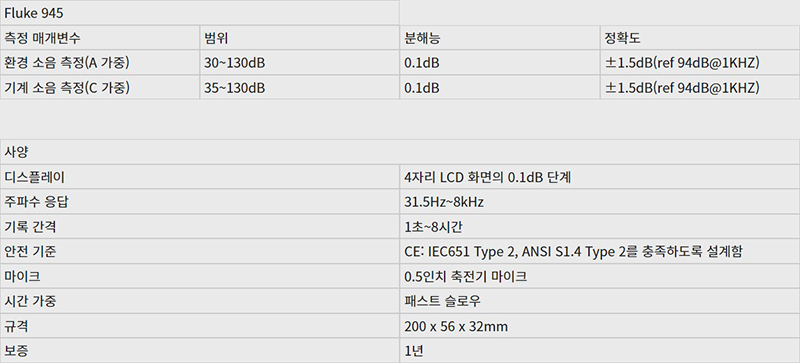 Fluke 945
측정 매개변수 범위 분해능 정확도
환경 소음 측정(A 가중) 30~130dB 0.1dB ±1.5dB(ref 94dB@1KHZ)
기계 소음 측정(C 가중) 35~130dB 0.1dB ±1.5dB(ref 94dB@1KHZ)
사양
디스플레이 4자리 LCD 화면의 0.1dB 단계
주파수 응답 31.5Hz~8kHz
기록 간격 1초~8시간
안전 기준 CE: IEC651 Type 2, ANSI S1.4 Type 2를 충족하도록 설계함
마이크 0.5인치 축전기 마이크
시간 가중 패스트 슬로우
규격 200 x 56 x 32mm
보증 1년